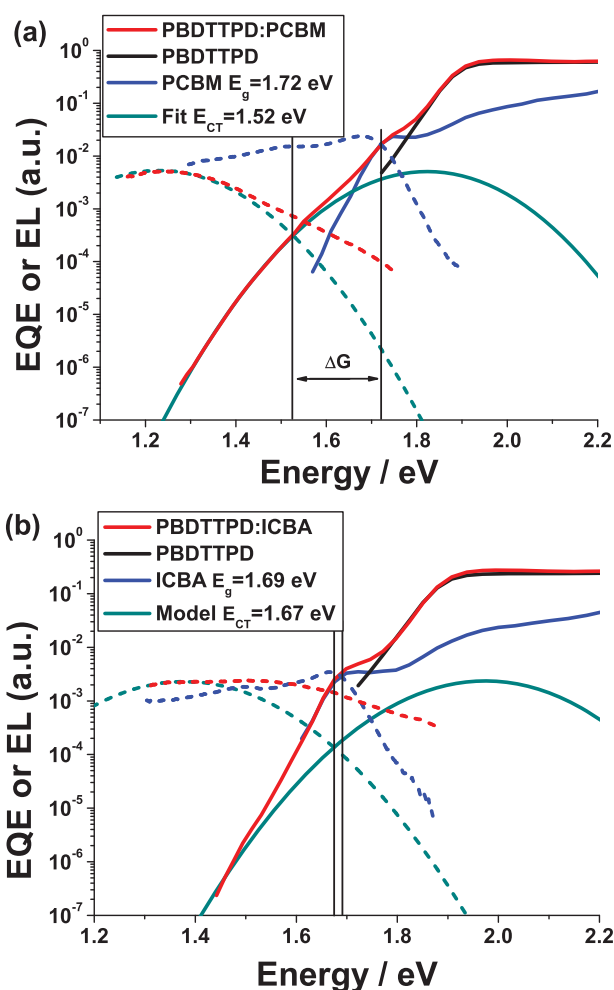 (a)
PBDTTPD:PCBM
PBDTTPD
PCBM E_g=1.72 eV
Fit E_CT=1.52 eV
EQE or EL (a.u.)
10^0
10^-1
10^-2
10^-3
10^-4
10^-5
10^-6
10^-7
ΔG
1.2 1.4 1.6 1.8 2.0 2.2
Energy / eV
(b)
PBDTTPD:ICBA
PBDTTPD
ICBA E_g=1.69 eV
Model E_CT=1.67 eV
EQE or EL (a.u.)
10^0
10^-1
10^-2
10^-3
10^-4
10^-5
10^-6
10^-7
1.2 1.4 1.6 1.8 2.0 2.2
Energy / eV